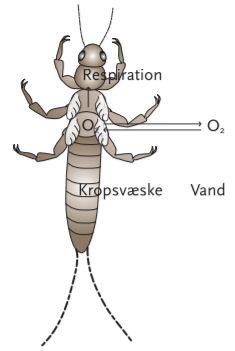 Respiration
O₂ O₂
Kropsvæske Vand